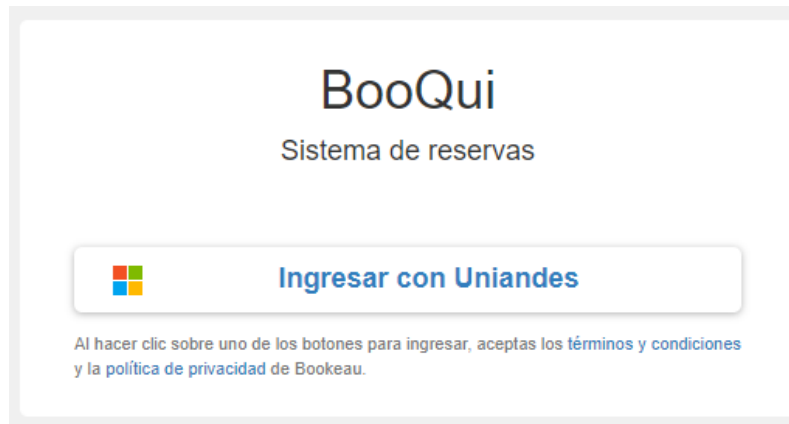 BooQui
Sistema de reservas
Ingresar con Uniandes
Al hacer clic sobre uno de los botones para ingresar, aceptas los términos y condiciones
y la política de privacidad de Bookeau.